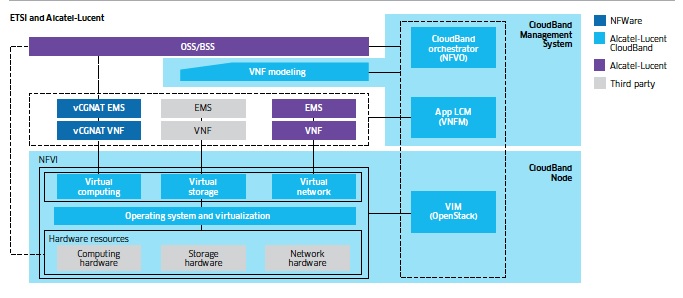 ETSI and Alcatel-Lucent
OSS/BSS
VNF modeling
CloudBand
orchestrator
(NFVO)
CloudBand
Management
System
NFWare
Alcatel-Lucent
CloudBand
Alcatel-Lucent
Third party
vCGNAT EMS
EMS
EMS
vCGNAT VNF
VNF
VNF
App LCM
(VNFM)
NFVI
CloudBand
Node
Virtual
computing
Virtual
storage
Virtual
network
Operating system and virtualization
VIM
(OpenStack)
Hardware resources
Computing
hardware
Storage
hardware
Network
hardware